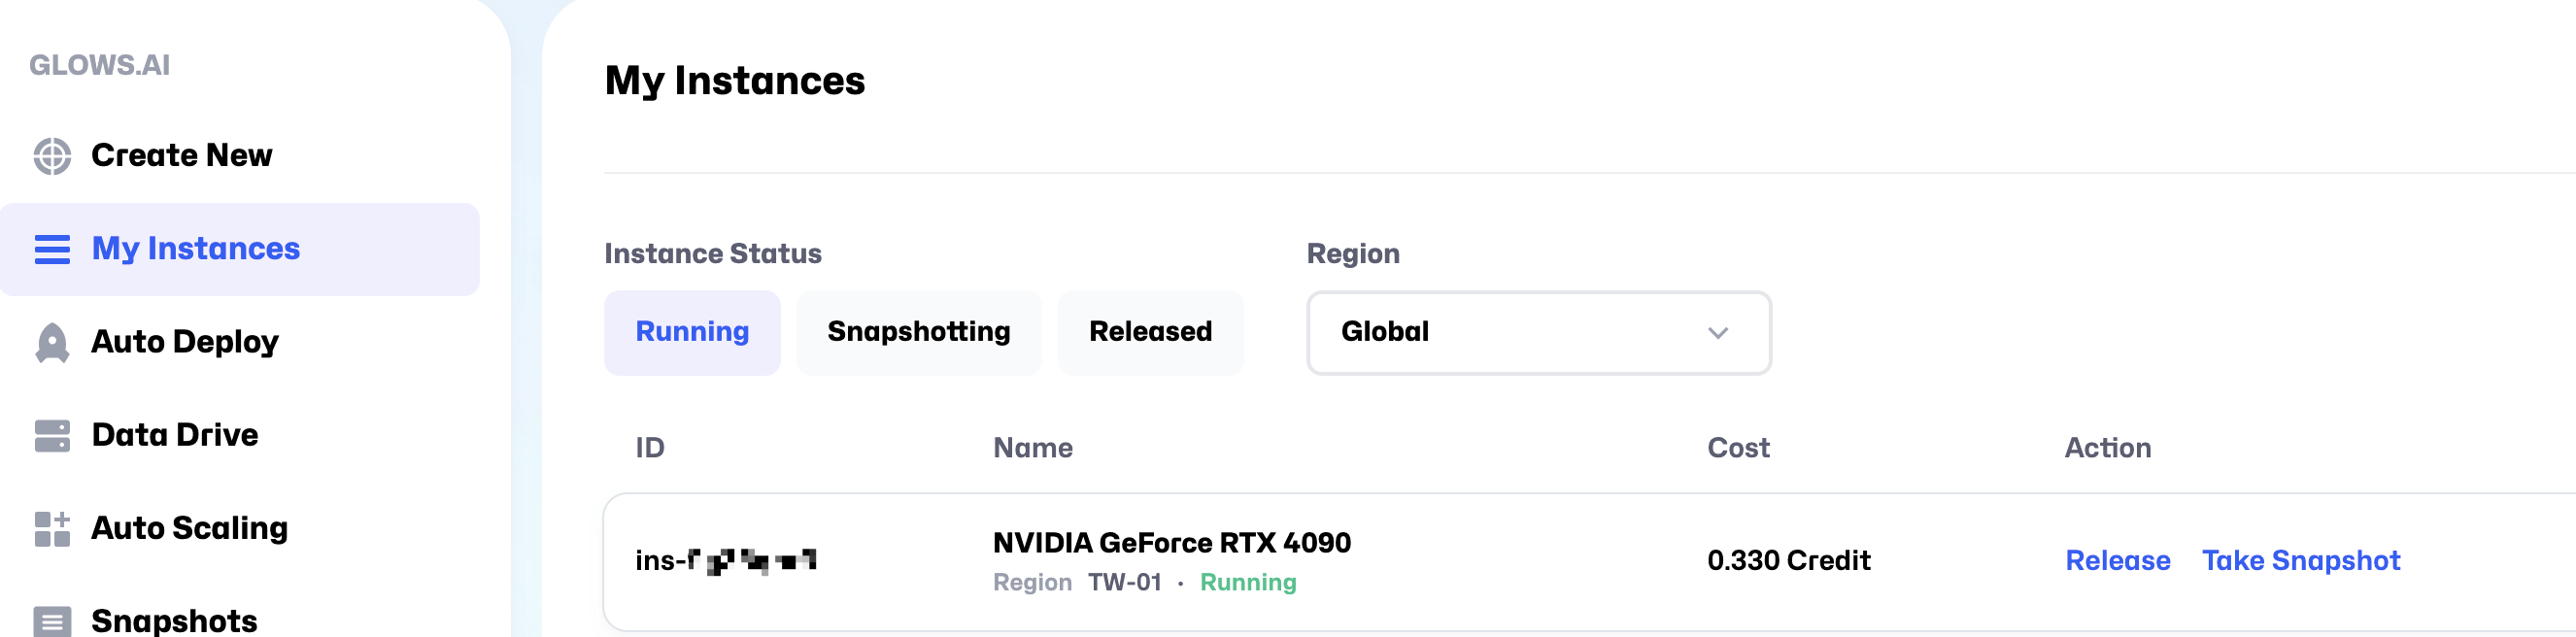 GLOWS.AI
Create New
My Instances
Auto Deploy
Data Drive
Auto Scaling
Snapshots
My Instances
Instance Status
Region
Running
Snapshotting
Released
Global
ID
Name
Cost
Action
ins-
NVIDIA GeForce RTX 4090
Region TW-01 · Running
0.330 Credit
Release
Take Snapshot